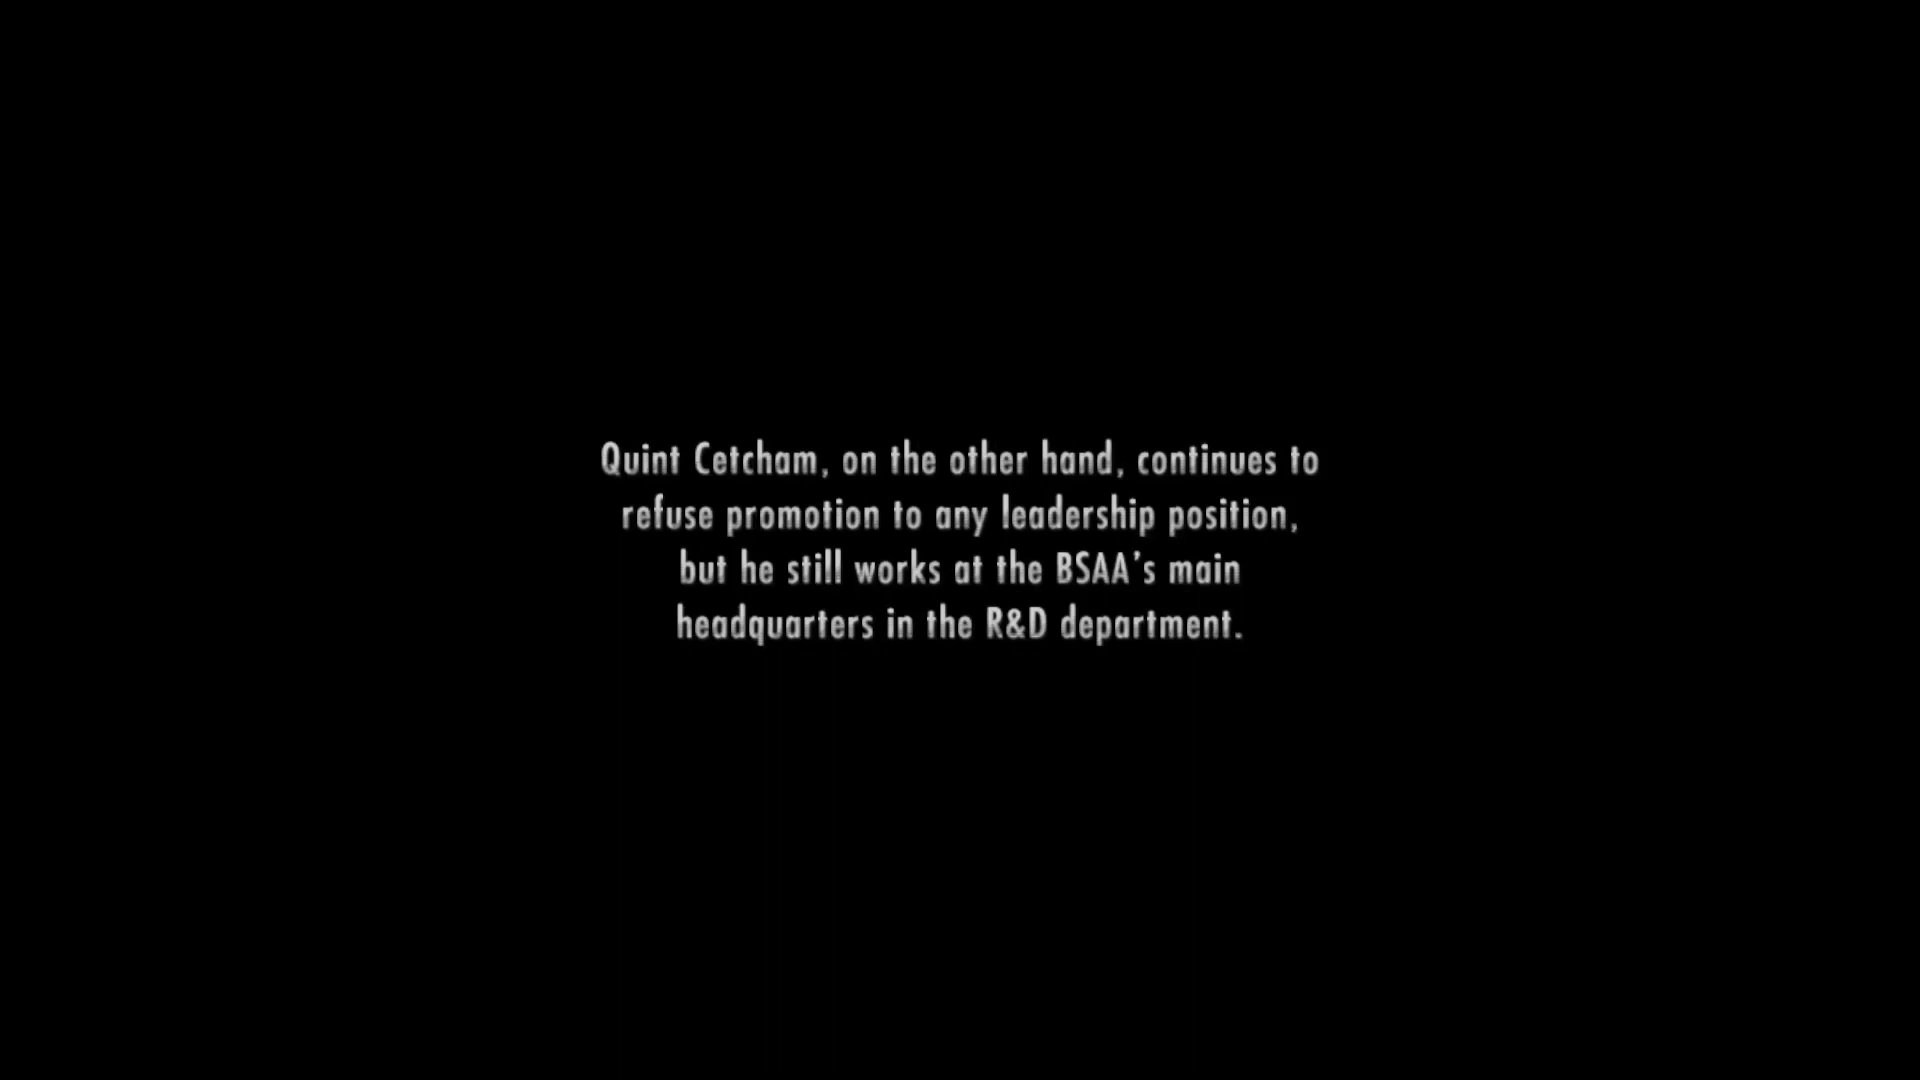 Quint Cetcham, on the other hand, continues to
refuse promotion to any leadership position,
but he still works at the BSAA’s main
headquarters in the R&D department.